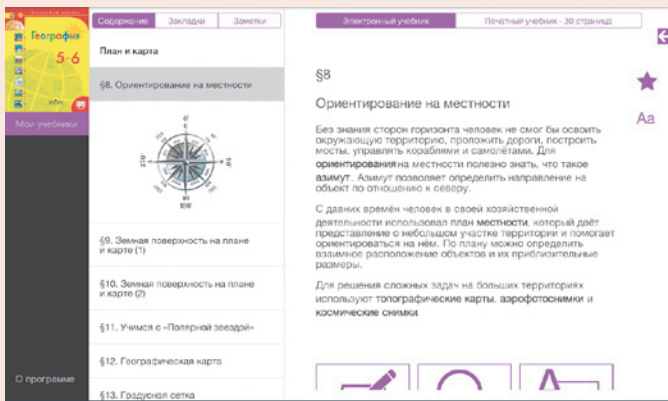 География
5-6
Мои учебники
О программе
Содержание
Закладки
Заметки
План и карта
§8. Ориентирование на местности
0°
С
90°
Ю
180°
270°
§9. Земная поверхность на плане
и карте (1)
§10. Земная поверхность на плане
и карте (2)
§11. Учимся с «Полярной звездой»
§12. Географическая карта
§13. Градусная сетка
Электронный учебник
Печатный учебник - 30 страница
§8
Ориентирование на местности
Без знания сторон горизонта человек не смог бы освоить
окружающую территорию, проложить дороги, построить
мосты, управлять кораблями и самолётами. Для
ориентирования на местности полезно знать, что такое
азимут. Азимут позволяет определить направление на
объект по отношению к северу.
С давних времён человек в своей хозяйственной
деятельности использовал план местности, который даёт
представление о небольшом участке территории и помогает
ориентироваться на нём. По плану можно определить
взаимное расположение объектов и их приблизительные
размеры.
Для решения сложных задач на больших территориях
используют топографические карты, аэрофотоснимки и
космические снимки
Аа